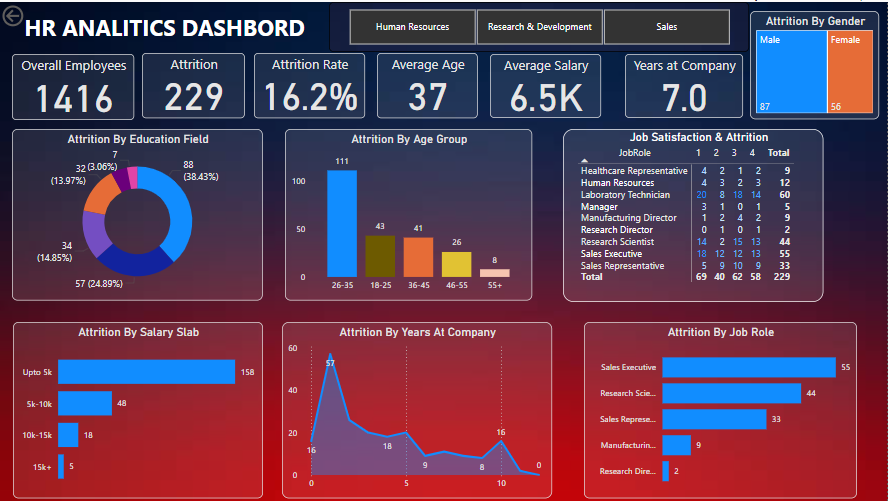 HR ANALITICS DASHBORD
Human Resources
Research & Development
Sales
Attrition By Gender
Male
Female
87
56
Overall Employees
1416
Attrition
229
Attrition Rate
16.2%
Average Age
37
Average Salary
6.5K
Years at Company
7.0
Attrition By Education Field
7
(3.06%)
32
(13.97%)
88
(38.43%)
34
(14.85%)
57 (24.89%)
Attrition By Age Group
100
50
0
111
43
41
26
8
26-35 18-25 36-45 46-55 55+
Job Satisfaction & Attrition
JobRole 1 2 3 4 Total
Healthcare Representative 4 2 1 2 9
Human Resources 4 3 2 3 12
Laboratory Technician 20 8 18 14 60
Manager 3 1 0 1 5
Manufacturing Director 1 2 4 2 9
Research Director 0 1 0 1 2
Research Scientist 14 2 15 13 44
Sales Executive 18 12 12 13 55
Sales Representative 5 9 10 9 33
Total 69 40 62 58 229
Attrition By Salary Slab
Upto 5k 158
5k-10k 48
10k-15k 18
15k+ 5
Attrition By Years At Company
60
40
20
0
57
16
18
9
8
16
0
0 5 10
Attrition By Job Role
Sales Executive 55
Research Scie... 44
Sales Represe... 33
Manufacturin... 9
Research Dire... 2